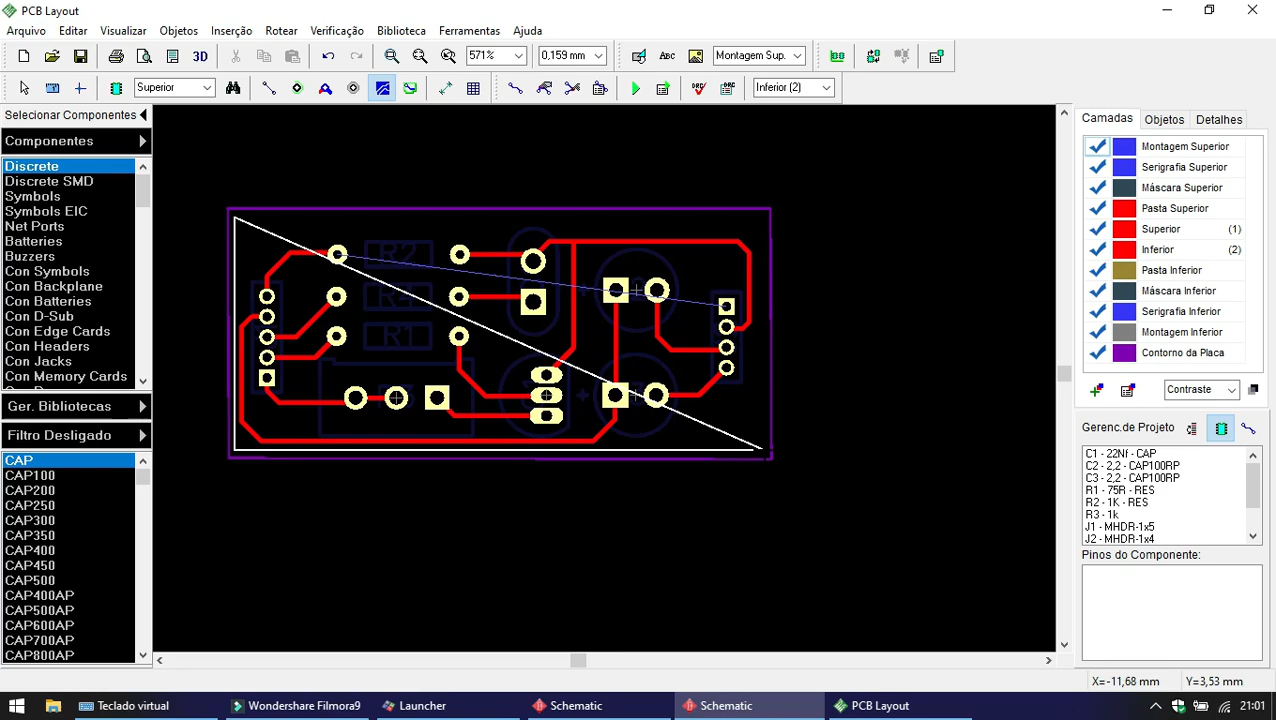 PCB Layout
Arquivo Editar Visualizar Objetos Inserção Rotear Verificação Biblioteca Ferramentas Ajuda
3D 571% 0,159 mm Abc Montagem Sup.
Superior DRC Inferior (2)
Selecionar Componentes
Componentes
Discrete
Discrete SMD
Symbols
Symbols EIC
Net Ports
Batteries
Buzzers
Con Symbols
Con Backplane
Con Batteries
Con D-Sub
Con Edge Cards
Con Headers
Con Jacks
Con Memory Cards
Ger. Bibliotecas
Filtro Desligado
CAP
CAP100
CAP200
CAP250
CAP300
CAP350
CAP400
CAP450
CAP500
CAP400AP
CAP500AP
CAP600AP
CAP700AP
CAP800AP
R2
R1
Camadas Objetos Detalhes
Montagem Superior
Serigrafia Superior
Máscara Superior
Pasta Superior
Superior (1)
Inferior (2)
Pasta Inferior
Máscara Inferior
Serigrafia Inferior
Montagem Inferior
Contorno da Placa
Contraste
Gerenc.de Projeto
C1 - 22Nf - CAP
C2 - 2,2 - CAP100RP
C3 - 2,2 - CAP100RP
R1 - 75R - RES
R2 - 1K - RES
R3 - 1k
J1 - MHDR-1x5
J2 - MHDR-1x4
Pinos do Componente:
X=-11,68 mm Y=3,53 mm
Teclado virtual Wondershare Filmora9 Launcher Schematic Schematic PCB Layout 21:01